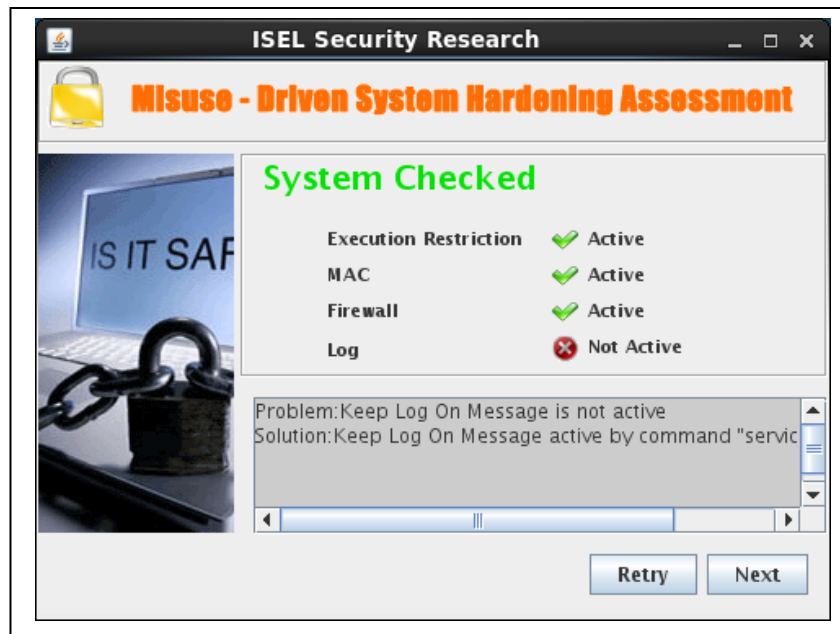 ISEL Security Research
Misuse - Driven System Hardening Assessment
IS IT SAF
System Checked
Execution Restriction Active
MAC Active
Firewall Active
Log Not Active
Problem:Keep Log On Message is not active
Solution:Keep Log On Message active by command "servic
Retry Next